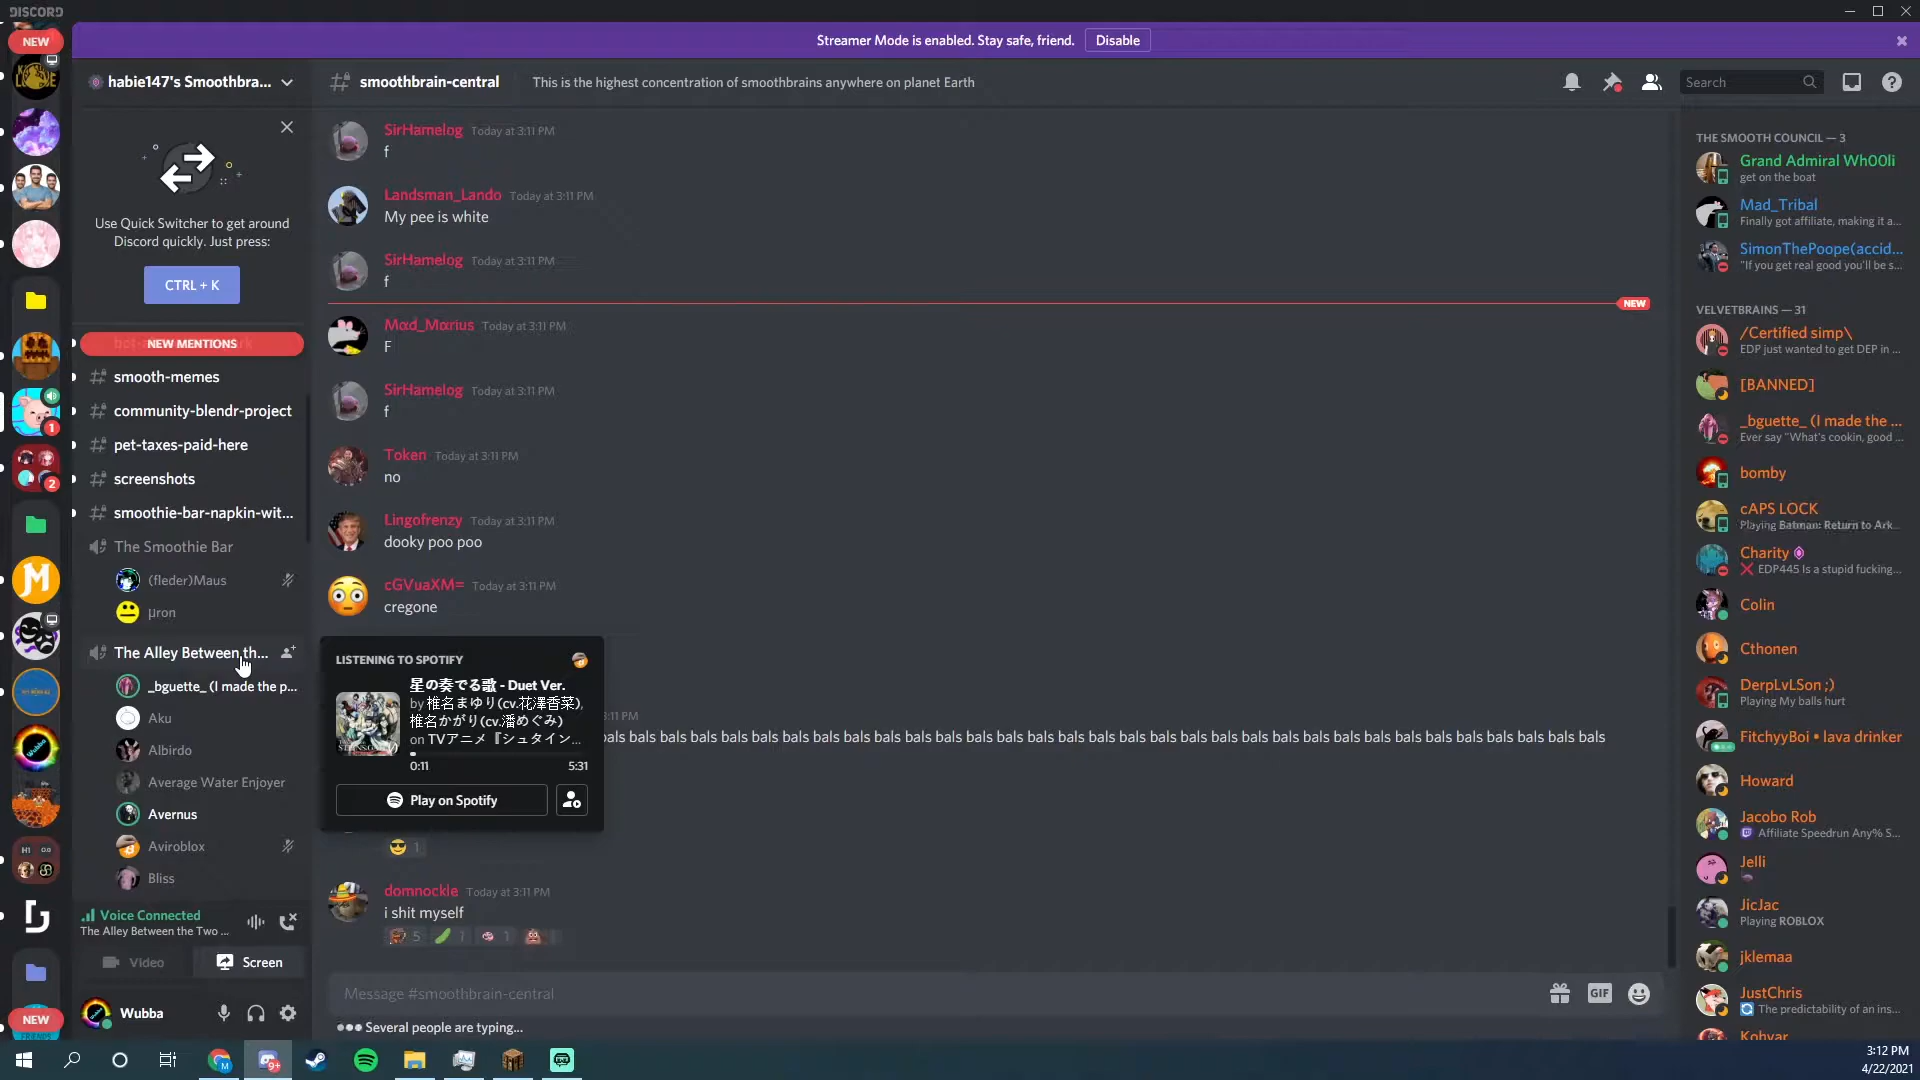 DISCORD
NEW
Streamer Mode is enabled. Stay safe, friend.
Disable
habie147's Smoothbra...
smoothbrain-central
This is the highest concentration of smoothbrains anywhere on planet Earth
Search
Use Quick Switcher to get around
Discord quickly. Just press:
CTRL + K
NEW MENTIONS
smooth-memes
community-blendr-project
pet-taxes-paid-here
screenshots
smoothie-bar-napkin-wit...
The Smoothie Bar
(fleder)Maus
µron
The Alley Between th...
_bguette_ (I made the p...
Aku
Albirdo
Average Water Enjoyer
Avernus
Aviroblox
Bliss
Voice Connected
The Alley Between the Two ...
Video
Screen
Wubba
1
2
NEW
SirHamelog Today at 3:11 PM
f
Landsman_Lando Today at 3:11 PM
My pee is white
SirHamelog Today at 3:11 PM
f
NEW
Mad_Marius Today at 3:11 PM
F
SirHamelog Today at 3:11 PM
f
Token Today at 3:11 PM
no
Lingofrenzy Today at 3:11 PM
dooky poo poo
cGVuaXM= Today at 3:11 PM
cregone
LISTENING TO SPOTIFY
星の奏でる歌 - Duet Ver.
by 椎名まゆり(cv.花澤香菜),
椎名かがり(cv.潘めぐみ)
on TVアニメ『シュタイン...
0:11
5:31
Play on Spotify
3:11 PM
bals bals bals bals bals bals bals bals bals bals bals bals bals bals bals bals bals bals bals bals bals bals bals bals bals bals bals bals bals bals bals bals bals
1
domnockle Today at 3:11 PM
i shit myself
5 1 1
Message #smoothbrain-central
GIF
Several people are typing...
THE SMOOTH COUNCIL — 3
Grand Admiral Wh00li
get on the boat
Mad_Tribal
Finally got affiliate, making it a...
SimonThePoope(accid...
"If you get real good you'll be s...
VELVETBRAINS — 31
/Certified simp\
EDP just wanted to get DEP in ...
[BANNED]
_bguette_ (I made the ...
Ever say "What's cookin, good ...
bomby
cAPS LOCK
Playing Batman: Return to Ark...
Charity
EDP445 Is a stupid fucking...
Colin
Cthonen
DerpLvLSon ;)
Playing My balls hurt
FitchyyBoi • lava drinker
Howard
Jacobo Rob
Affiliate Speedrun Any% S...
Jelli
JicJac
Playing ROBLOX
jklemaa
JustChris
The predictability of an ins...
Kohyar
9+
3:12 PM
4/22/2021